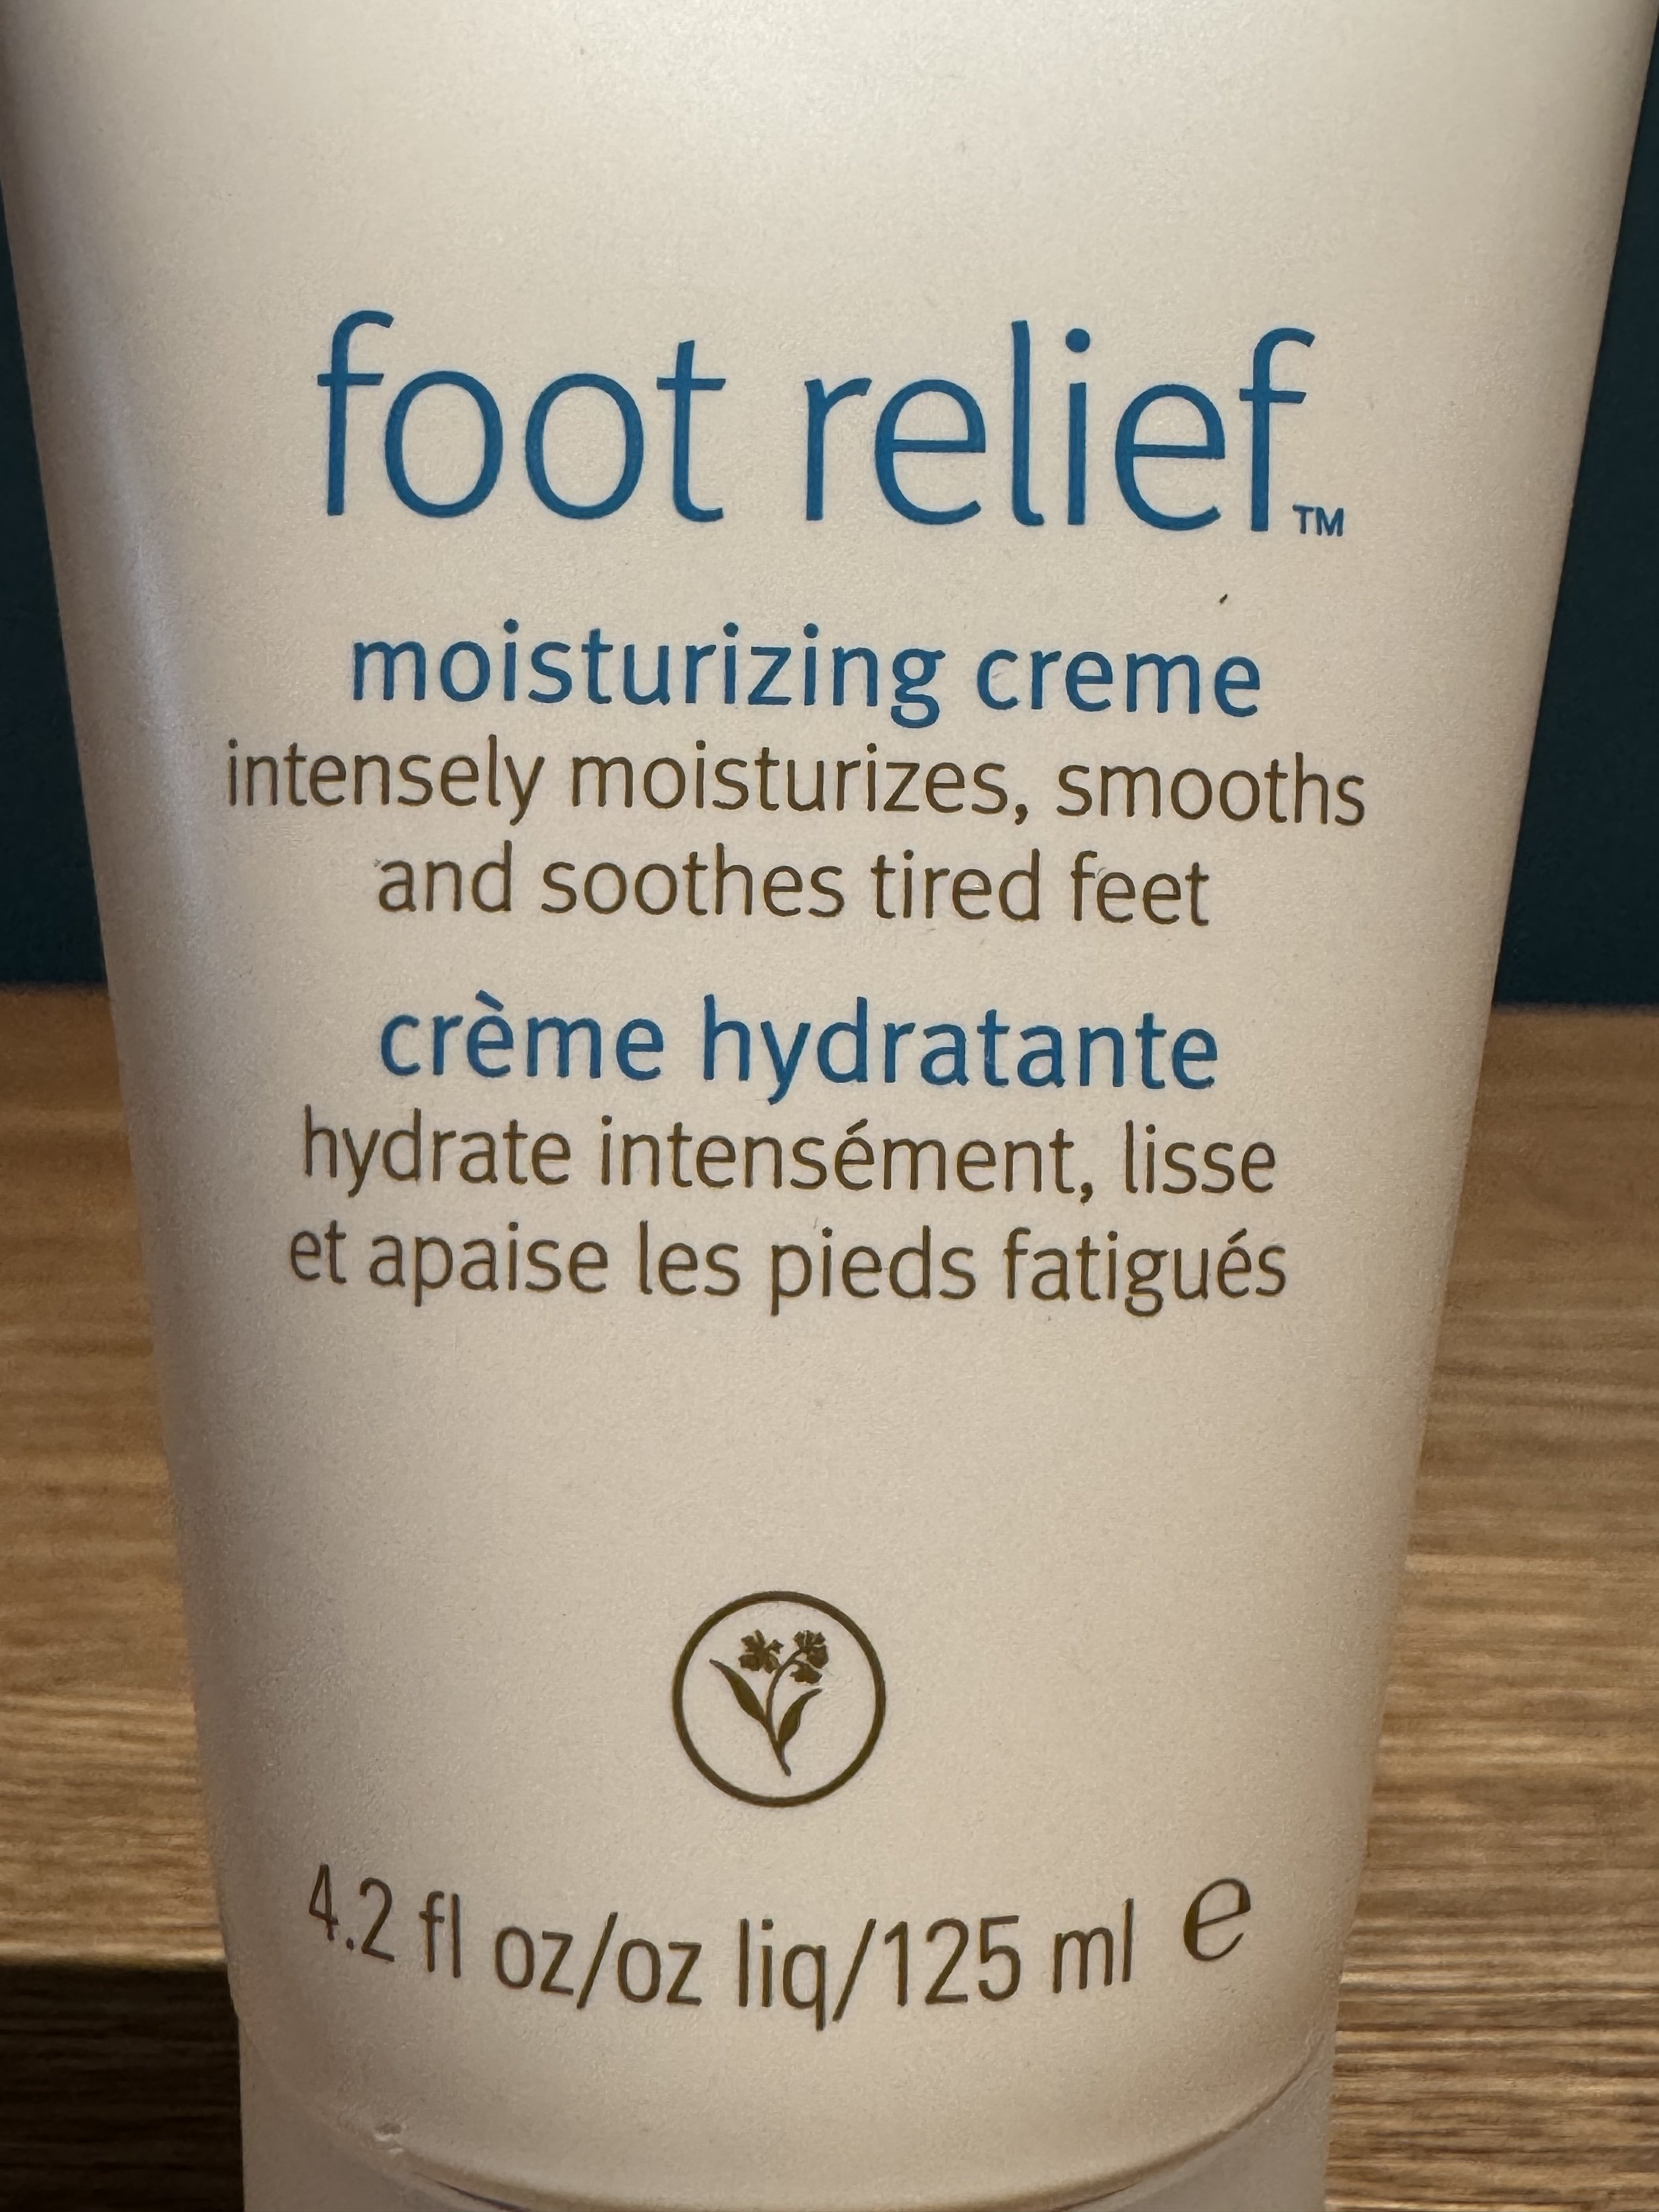 foot relief™
moisturizing creme
intensely moisturizes, smooths
and soothes tired feet
crème hydratante
hydrate intensément, lisse
et apaise les pieds fatigués
4.2 fl oz/oz liq/125 ml ℮